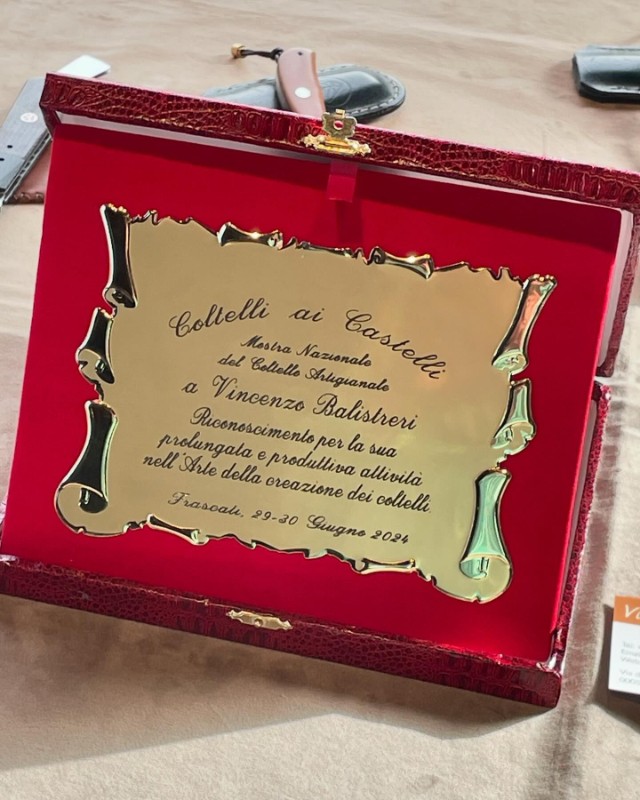 Coltelli ai Castelli
Mostra Nazionale
del Coltello Artigianale
a Vincenzo Balistreri
Riconoscimento per la sua
prolungata e produttiva attività
nell'Arte della creazione dei coltelli
Frascati, 29-30 Giugno 2024